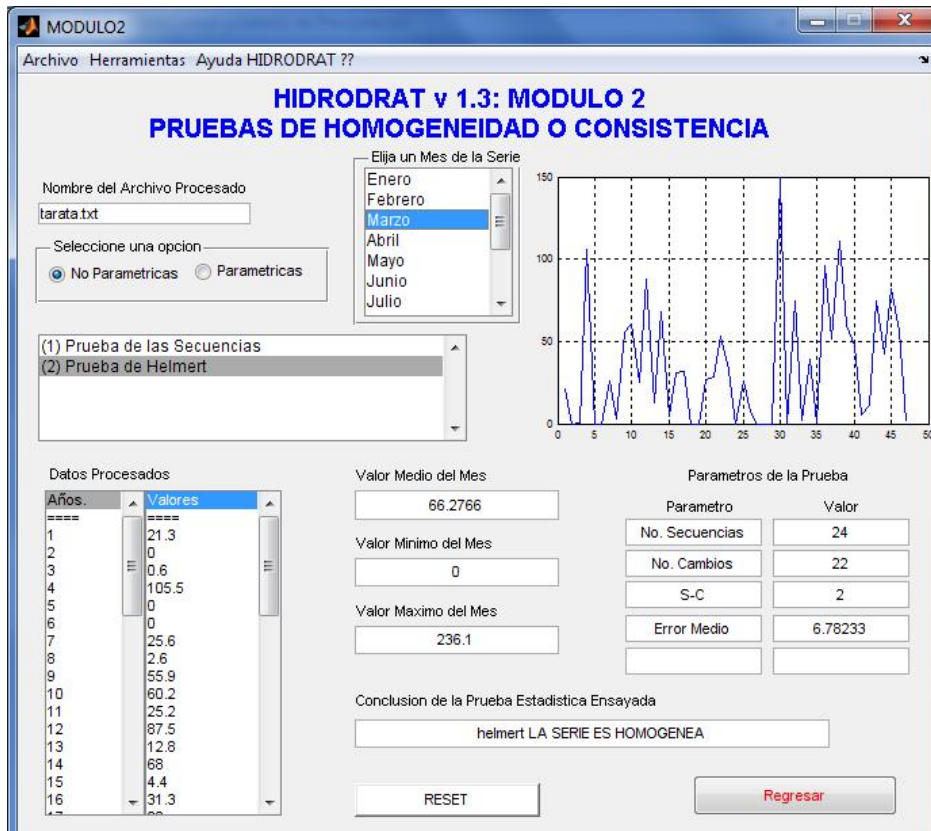 MODULO2
Archivo Herramientas Ayuda HIDRODRAT ??
HIDRODRAT v 1.3: MODULO 2
PRUEBAS DE HOMOGENEIDAD O CONSISTENCIA
Nombre del Archivo Procesado
tarata.txt
Seleccione una opcion
No Parametricas Parametricas
Elija un Mes de la Serie
Enero
Febrero
Marzo
Abril
Mayo
Junio
Julio
150
100
50
0
0 5 10 15 20 25 30 35 40 45 50
(1) Prueba de las Secuencias
(2) Prueba de Helmert
Datos Procesados
Años. Valores
==== ====
1 21.3
2 0
3 0.6
4 105.5
5 0
6 0
7 25.6
8 2.6
9 55.9
10 60.2
11 25.2
12 87.5
13 12.8
14 68
15 4.4
16 31.3
Valor Medio del Mes
66.2766
Valor Minimo del Mes
0
Valor Maximo del Mes
236.1
Parametros de la Prueba
Parametro Valor
No. Secuencias 24
No. Cambios 22
S-C 2
Error Medio 6.78233
Conclusion de la Prueba Estadistica Ensayada
helmert LA SERIE ES HOMOGENEA
RESET
Regresar